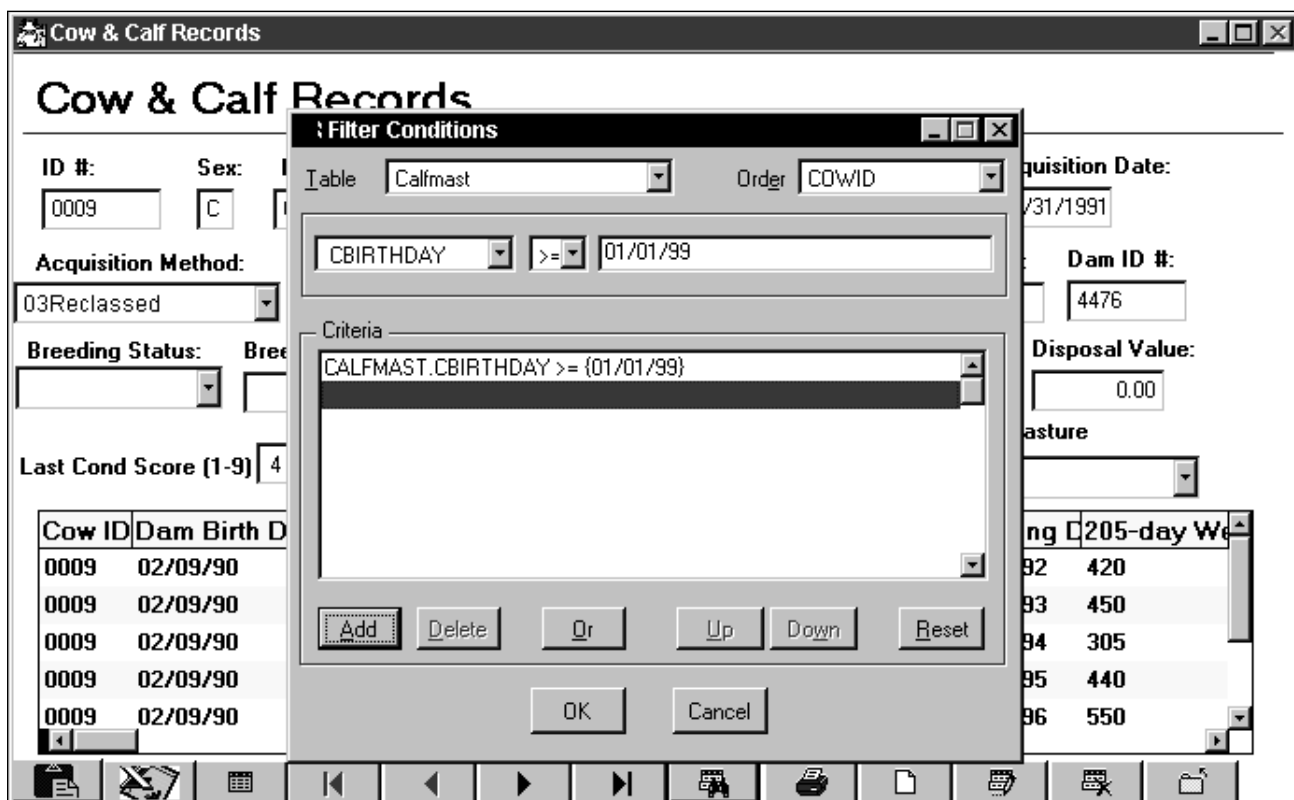 Cow & Calf Records
Cow & Calf Records
Filter Conditions
ID #:
Sex:
Table
Calfmast
Order
COWID
quisition Date:
0009
C
/31/1991
CBIRTHDAY
>=
01/01/99
Acquisition Method:
Dam ID #:
03Reclassed
4476
Criteria
Breeding Status:
Bree
Disposal Value:
CALFMAST.CBIRTHDAY >= {01/01/99}
0.00
asture
Last Cond Score (1-9)
4
Cow ID Dam Birth D
ng D 205-day We
0009 02/09/90
92 420
0009 02/09/90
93 450
Add
Delete
Or
Up
Down
Reset
0009 02/09/90
94 305
0009 02/09/90
95 440
0009 02/09/90
96 550
OK
Cancel